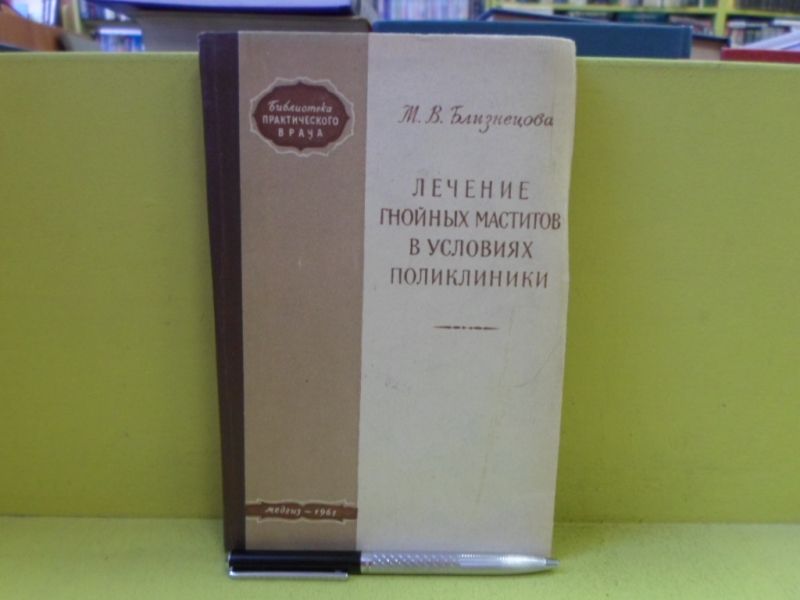 Библиотека
ПРАКТИЧЕСКОГО
ВРАЧА
М. В. Близнецова
ЛЕЧЕНИЕ
ГНОЙНЫХ МАСТИТОВ
В УСЛОВИЯХ
ПОЛИКЛИНИКИ
медгиз – 1961